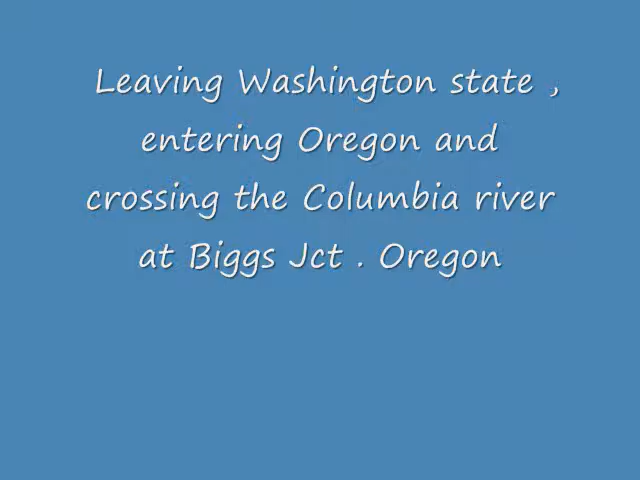 Leaving Washington state ,
entering Oregon and
crossing the Columbia river
at Biggs Jct . Oregon